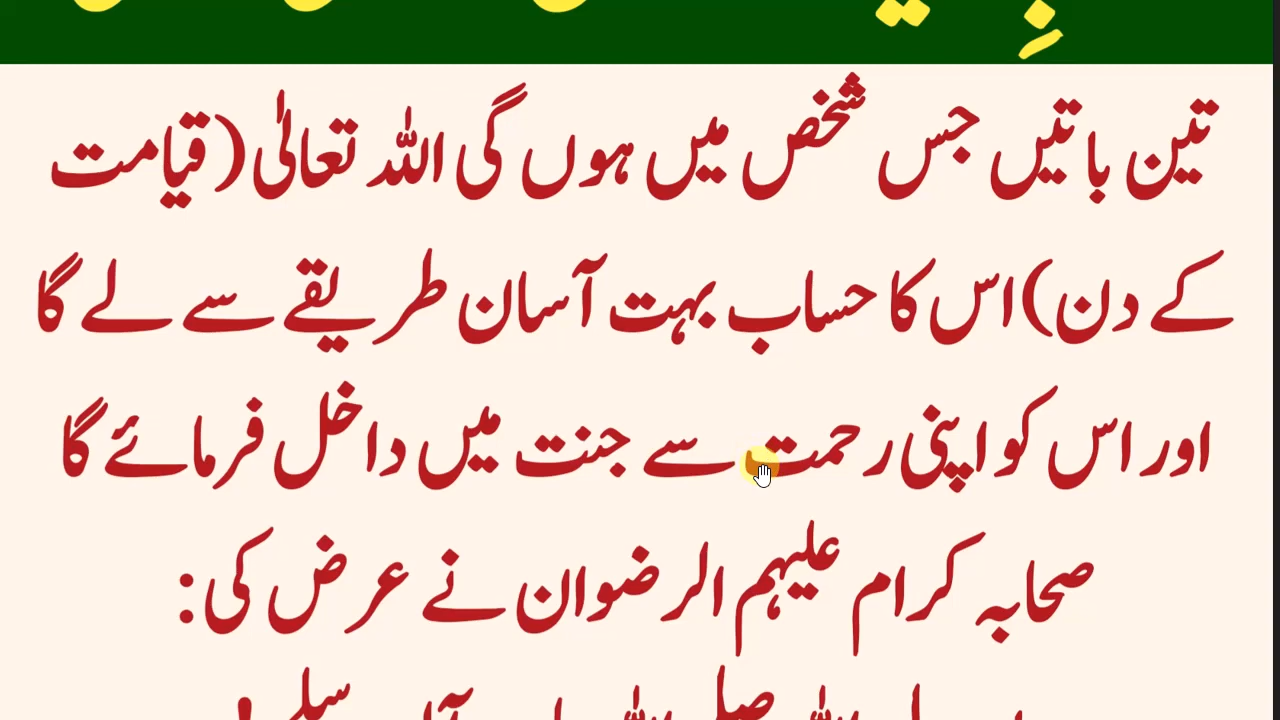 تین باتیں جس شخص میں ہوں گی اللہ تعالٰی(قیامت
کے دن)اس کا حساب بہت آسان طریقے سے لے گا
اور اس کو اپنی رحمت سے جنت میں داخل فرمائے گا
صحابہ کرام علیہم الرضوان نے عرض کی: